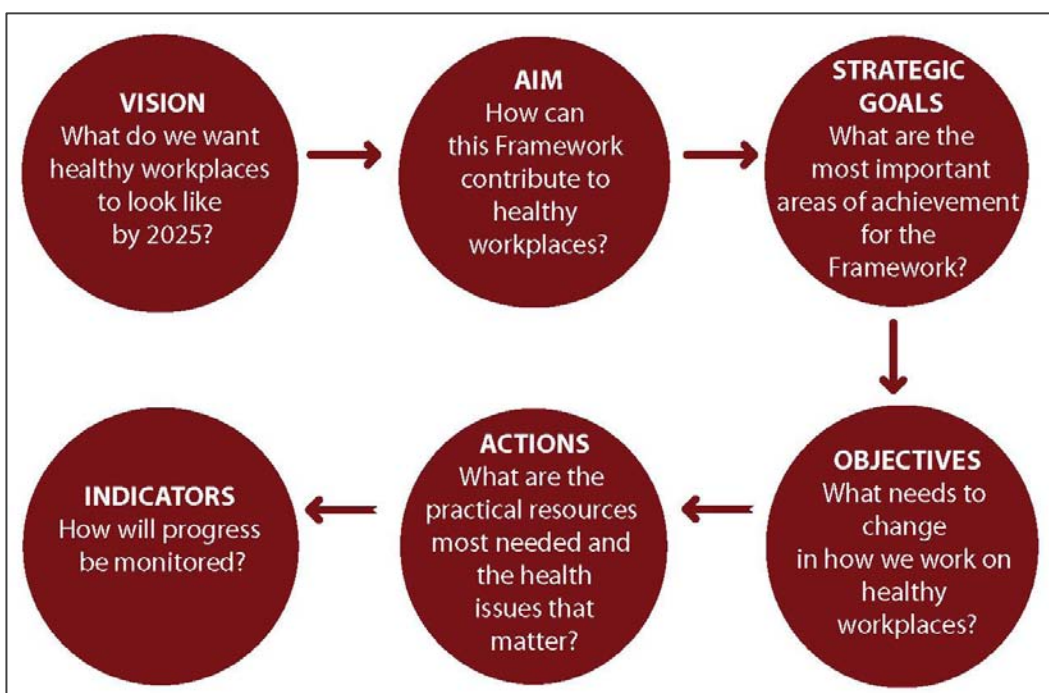 VISION
What do we want
healthy workplaces
to look like
by 2025?
AIM
How can
this Framework
contribute to
healthy
workplaces?
STRATEGIC
GOALS
What are the
most important
areas of achievement
for the
Framework?
OBJECTIVES
What needs to
change
in how we work on
healthy
workplaces?
ACTIONS
What are the
practical resources
most needed and
the health
issues that
matter?
INDICATORS
How will progress
be monitored?